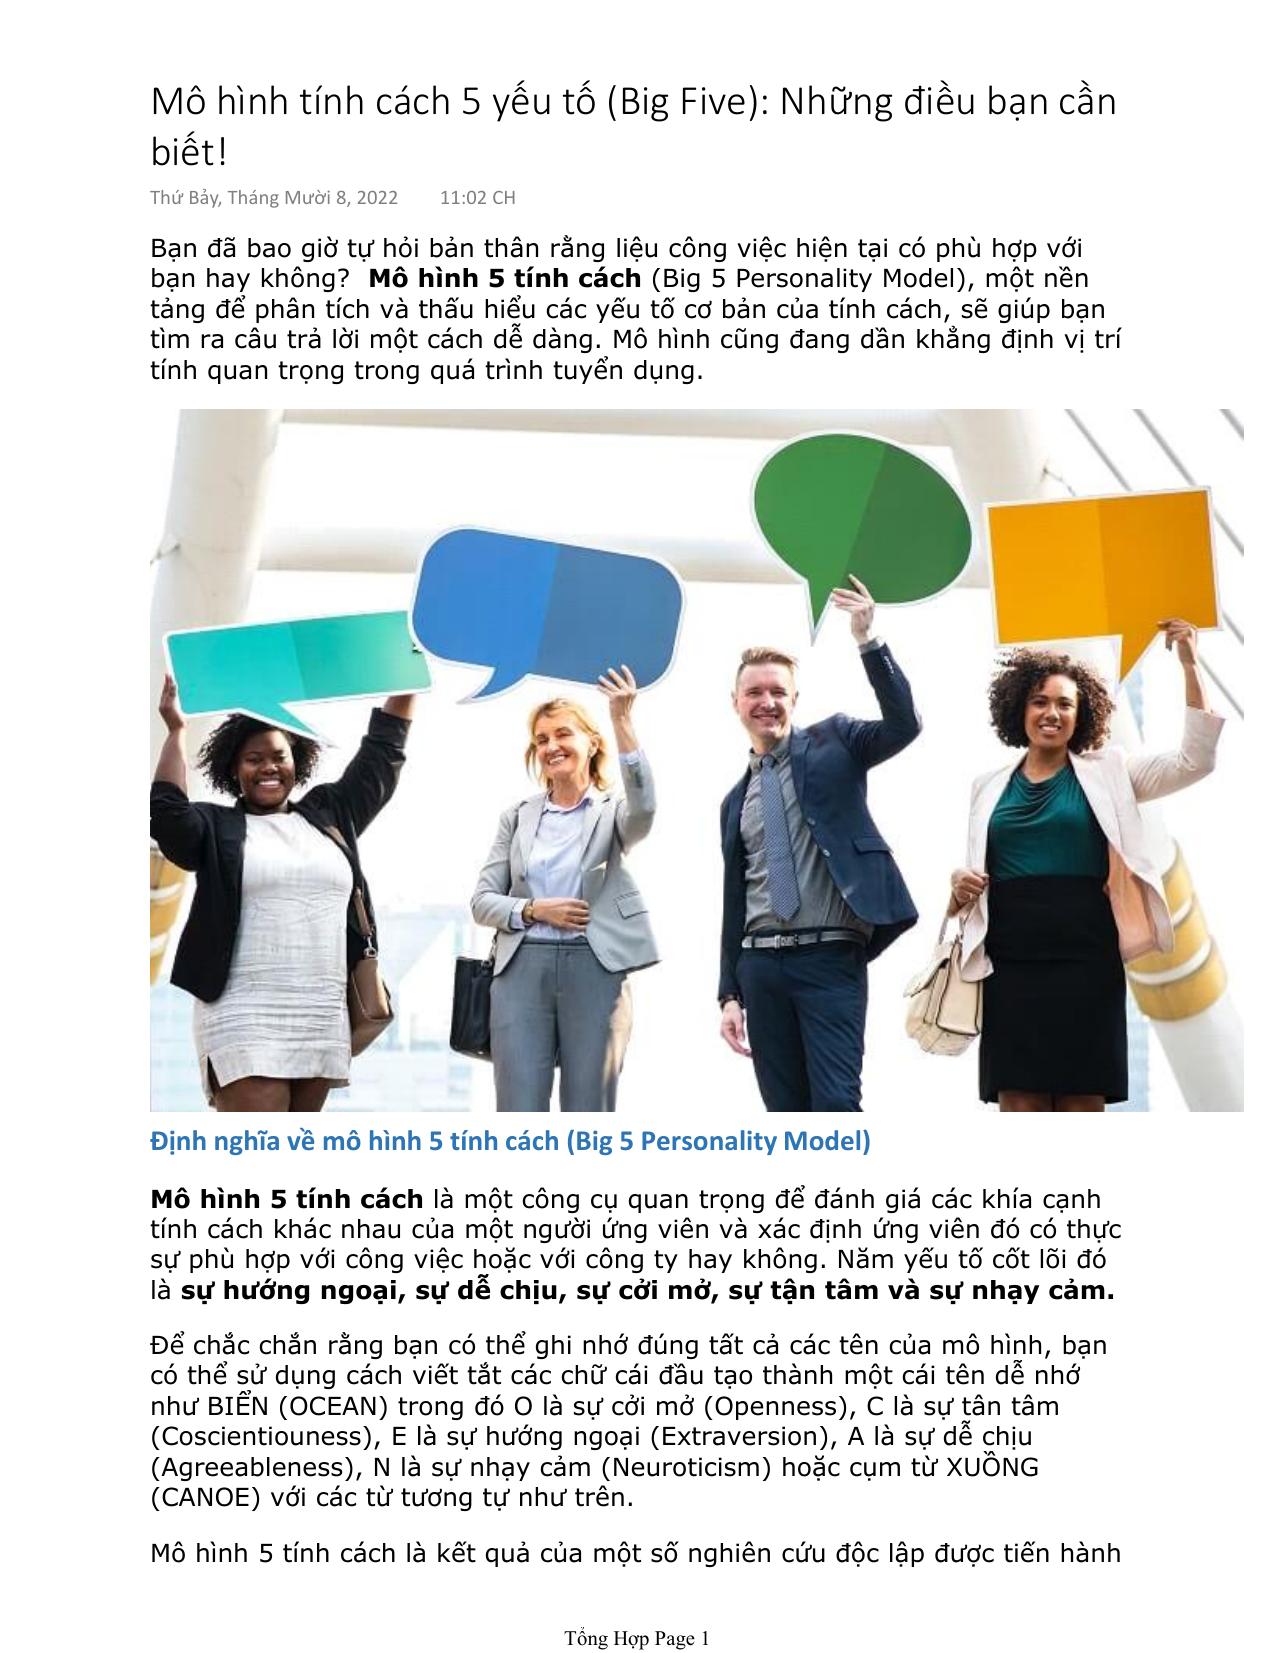 Mô hình tính cách 5 yếu tố (Big Five): Những điều bạn cần
biết!
Thứ Bảy, Tháng Mười 8, 2022 11:02 CH
Bạn đã bao giờ tự hỏi bản thân rằng liệu công việc hiện tại có phù hợp với
bạn hay không? Mô hình 5 tính cách (Big 5 Personality Model), một nền
tảng để phân tích và thấu hiểu các yếu tố cơ bản của tính cách, sẽ giúp bạn
tìm ra câu trả lời một cách dễ dàng. Mô hình cũng đang dần khẳng định vị trí
tính quan trọng trong quá trình tuyển dụng.
Định nghĩa về mô hình 5 tính cách (Big 5 Personality Model)
Mô hình 5 tính cách là một công cụ quan trọng để đánh giá các khía cạnh
tính cách khác nhau của một người ứng viên và xác định ứng viên đó có thực
sự phù hợp với công việc hoặc với công ty hay không. Năm yếu tố cốt lõi đó
là sự hướng ngoại, sự dễ chịu, sự cởi mở, sự tận tâm và sự nhạy cảm.
Để chắc chắn rằng bạn có thể ghi nhớ đúng tất cả các tên của mô hình, bạn
có thể sử dụng cách viết tắt các chữ cái đầu tạo thành một cái tên dễ nhớ
như BIỂN (OCEAN) trong đó O là sự cởi mở (Openness), C là sự tân tâm
(Coscientiouness), E là sự hướng ngoại (Extraversion), A là sự dễ chịu
(Agreeableness), N là sự nhạy cảm (Neuroticism) hoặc cụm từ XUỒNG
(CANOE) với các từ tương tự như trên.
Mô hình 5 tính cách là kết quả của một số nghiên cứu độc lập được tiến hành
Tổng Hợp Page 1